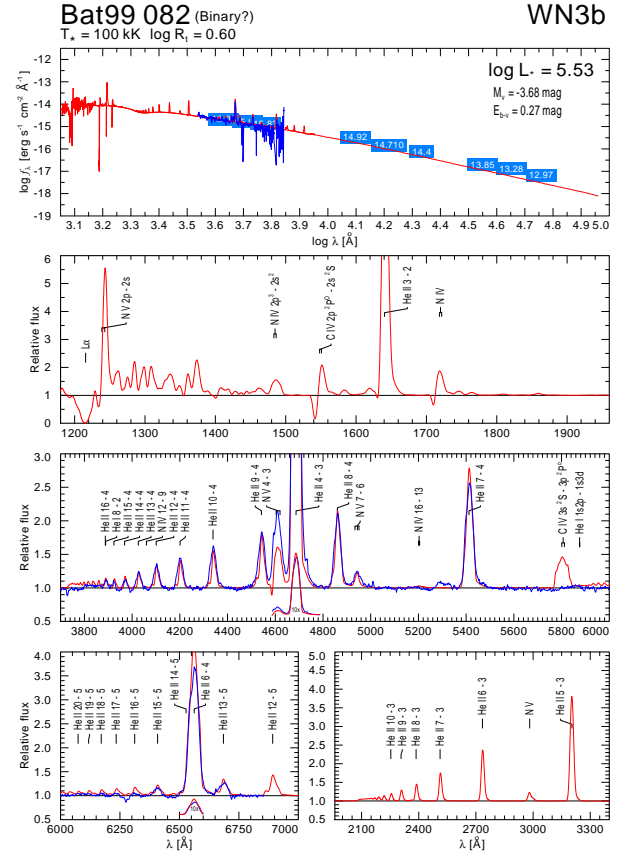 Bat99 082 (Binary?) WN3b
T* = 100 kK log Rt = 0.60
-12
-13
-14
-15
-16
-17
-18
-19
log fλ [erg s-1 cm-2 Å-1]
log L* = 5.53
Mv = -3.68 mag
Eb-v = 0.27 mag
14.92
14.710
14.4
13.85
13.28
12.97
3.1 3.2 3.3 3.4 3.5 3.6 3.7 3.8 3.9 4.0 4.1 4.2 4.3 4.4 4.5 4.6 4.7 4.8 4.9 5.0
log λ [Å]
6
5
4
3
2
1
0
Relative flux
Lα
N V 2p - 2s
N IV 2p3 - 2s2
C IV 2p 2PO - 2s 2S
He II 3 - 2
N IV
1200 1300 1400 1500 1600 1700 1800 1900
3.0
2.5
2.0
1.5
1.0
0.5
Relative flux
He II 16 - 4
He II 8 - 2
He II 15 - 4
He II 14 - 4
He II 13 - 4
N IV 12 - 9
He II 12 - 4
He II 11 - 4
He II 10 - 4
He II 9 - 4
N V 4 - 3
He II 4 - 3
He II 8 - 4
N V 7 - 6
N IV 16 - 13
He II 7 - 4
C IV 3s 2S - 3p 2PO
He I 1s2p - 1s3d
10x
3800 4000 4200 4400 4600 4800 5000 5200 5400 5600 5800 6000
4.0
3.5
3.0
2.5
2.0
1.5
1.0
0.5
Relative flux
He II 20 - 5
He II 19 - 5
He II 18 - 5
He II 17 - 5
He II 16 - 5
He II 15 - 5
He II 14 - 5
He II 6 - 4
He II 13 - 5
He II 12 - 5
10x
6000 6250 6500 6750 7000
λ [Å]
5.0
4.5
4.0
3.5
3.0
2.5
2.0
1.5
1.0
0.5
He II 10 - 3
He II 9 - 3
He II 8 - 3
He II 7 - 3
He II 6 - 3
N V
He II 5 - 3
2100 2400 2700 3000 3300
λ [Å]